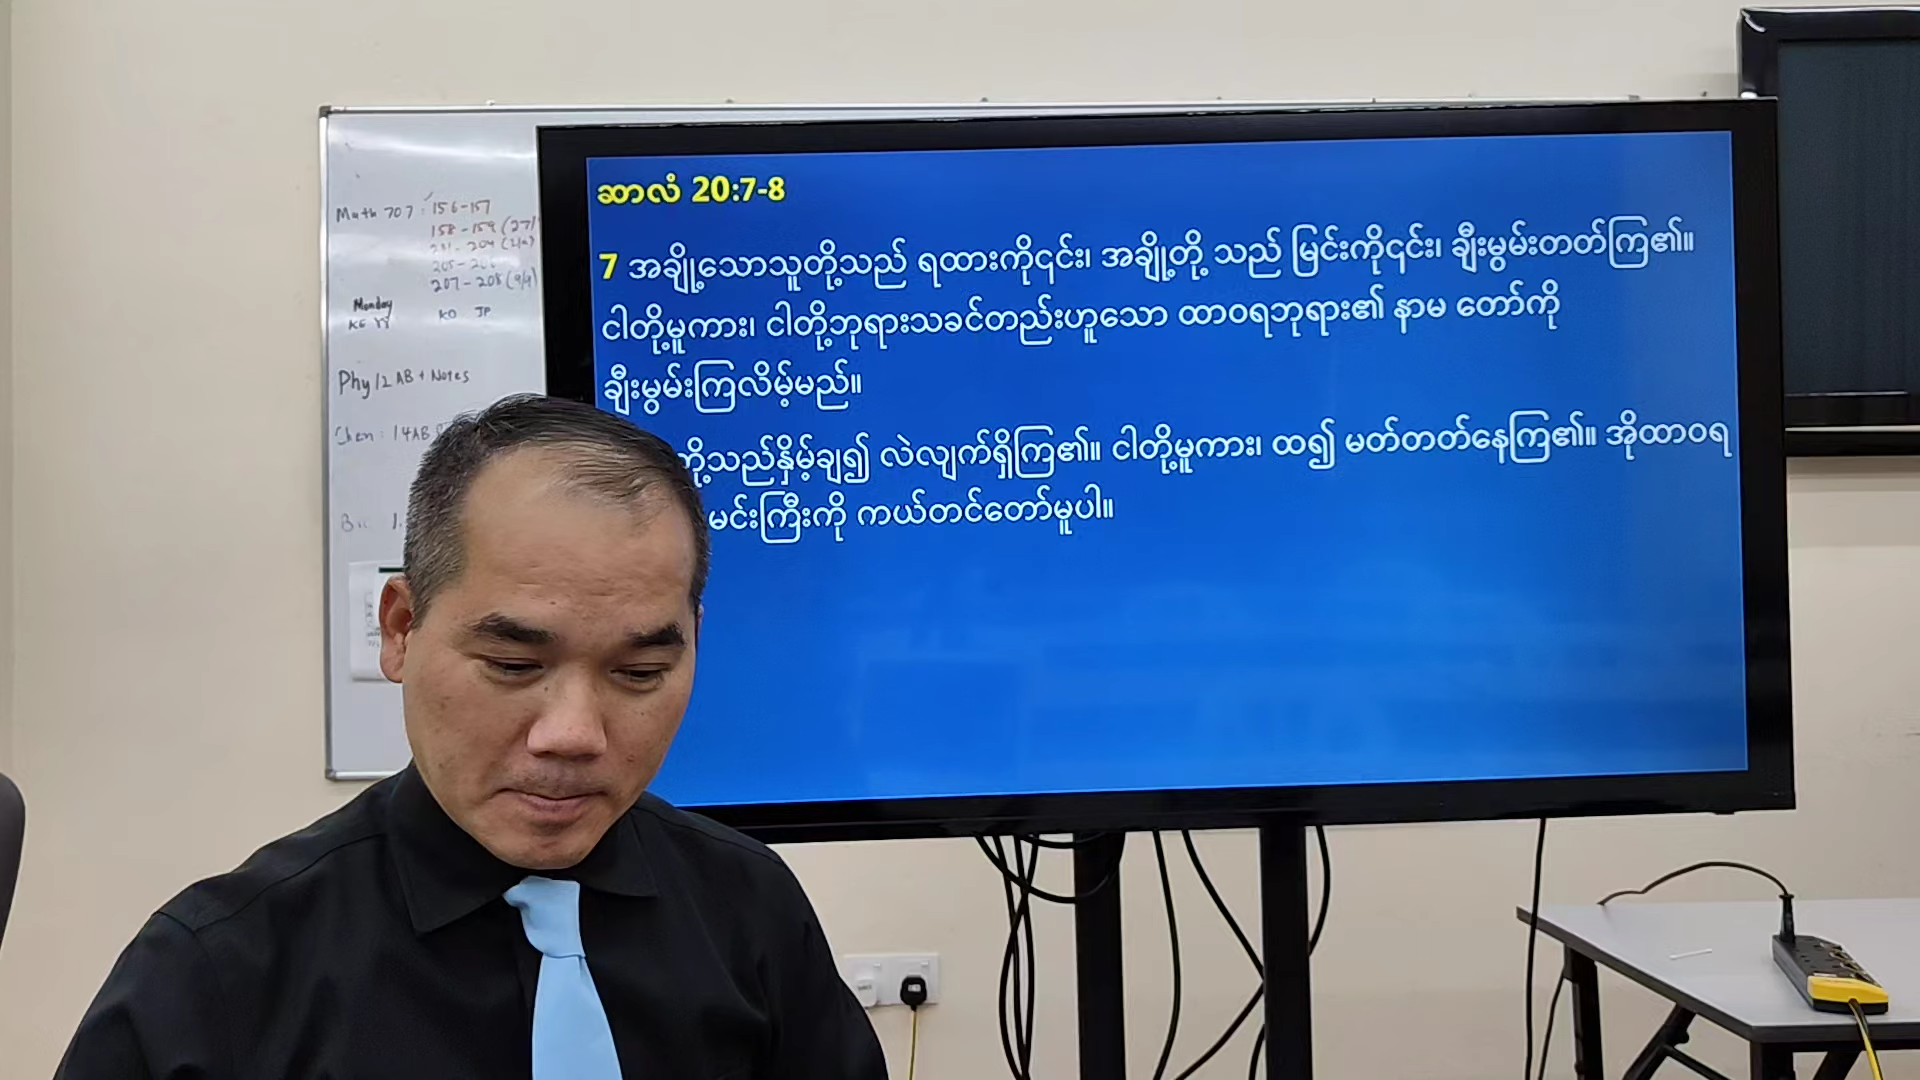 Math 707 : 156-157
158-159 (27/
207-208 (9/9)
Monday
KO JP
Phy 12 AB + Notes
14AB
ဆာလံ 20:7-8
7 အချို့သောသူတို့သည် ရထားကို၎င်း၊ အချို့တို့ သည် မြင်းကို၎င်း၊ ချီးမွမ်းတတ်ကြ၏။
ငါတို့မူကား၊ ငါတို့ဘုရားသခင်တည်းဟူသော ထာဝရဘုရား၏ နာမ တော်ကို
ချီးမွမ်းကြလိမ့်မည်။
တို့သည်နှိမ့်ချ၍ လဲလျက်ရှိကြ၏။ ငါတို့မူကား၊ ထ၍ မတ်တတ်နေကြ၏။ အိုထာဝရ
မင်းကြီးကို ကယ်တင်တော်မူပါ။